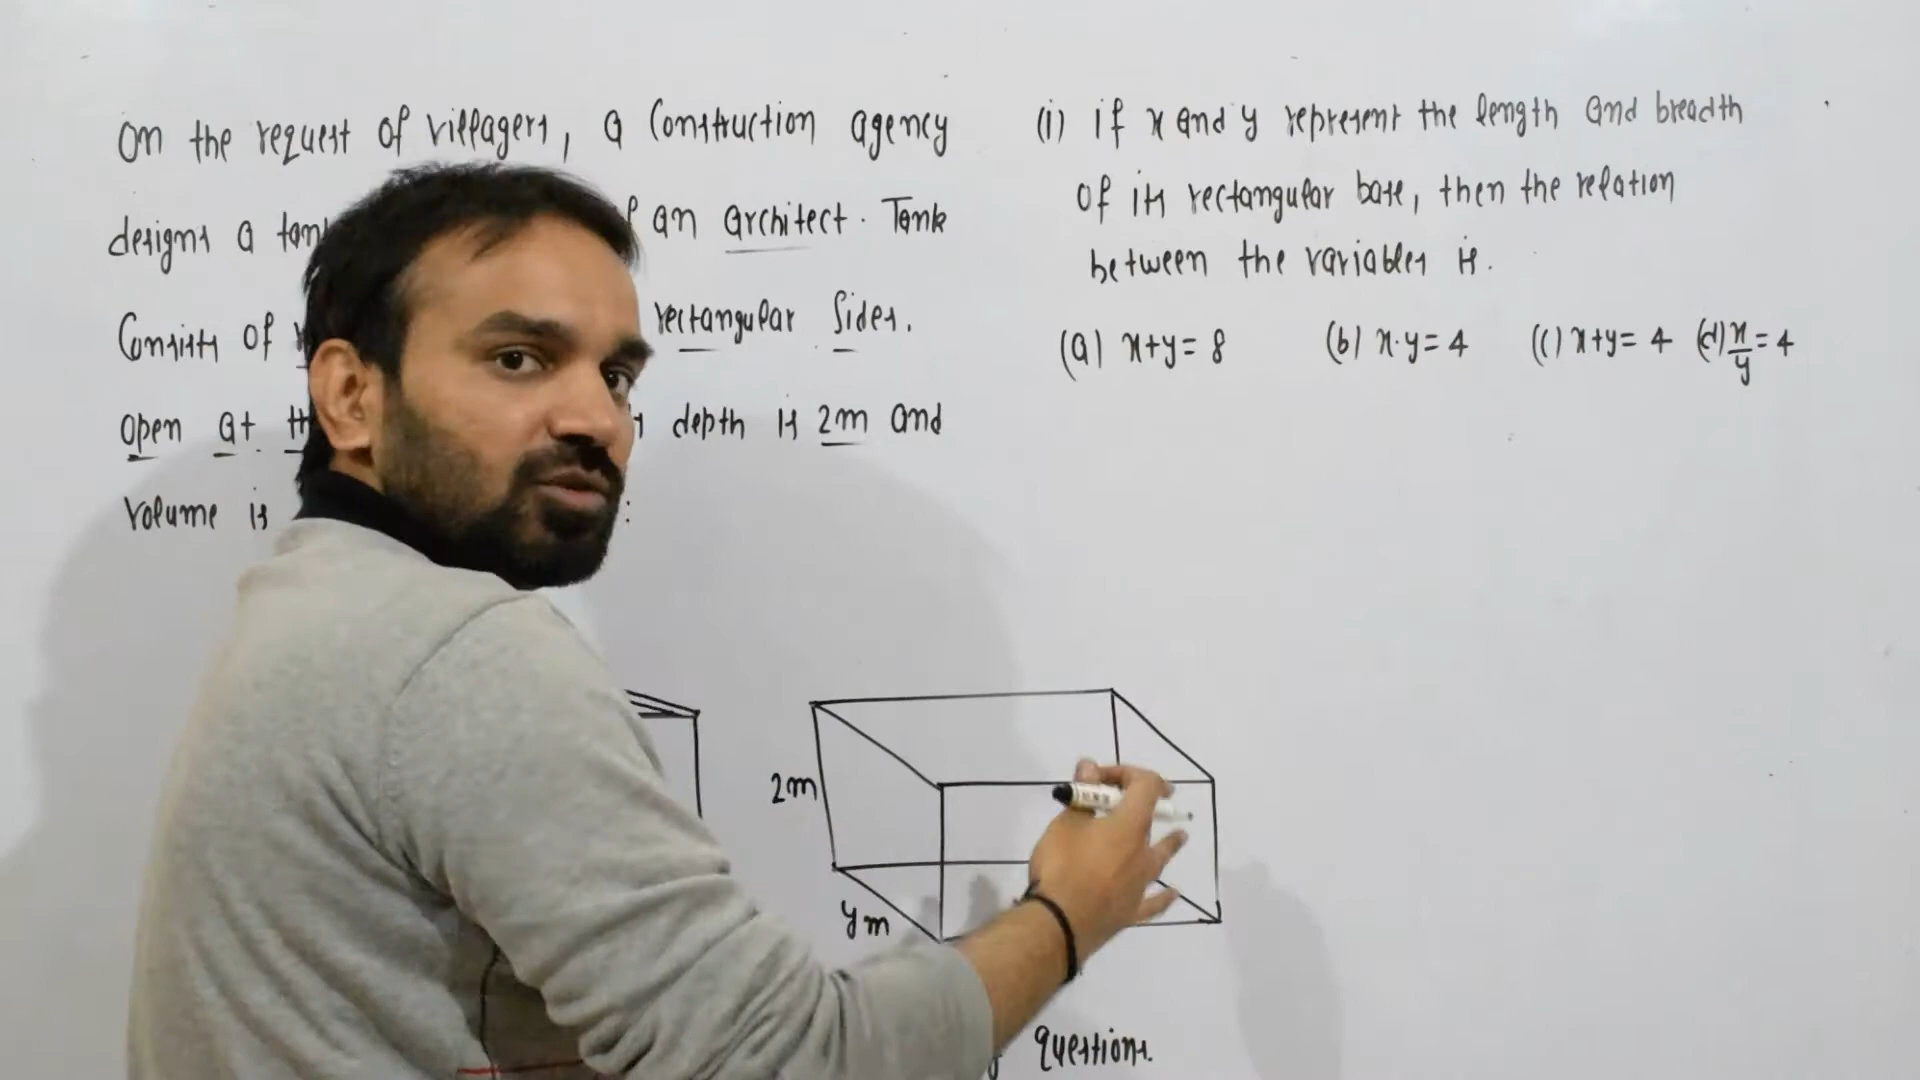 On the request of villagers, a Construction agency
designs a an architect. Tank
Consists of rectangular Sides,
open at depth is 2m and
volume is :
(i) if x and y represent the length and breadth
of its rectangular base, then the relation
between the variables is.
(a) x+y= 8 (b) x·y= 4 (c) x+y= 4 (d) x/y = 4
2m
ym
questions.